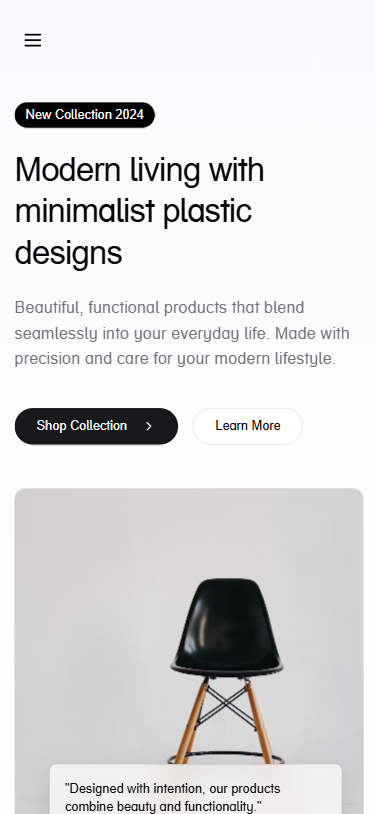 New Collection 2024
Modern living with
minimalist plastic
designs
Beautiful, functional products that blend
seamlessly into your everyday life. Made with
precision and care for your modern lifestyle.
Shop Collection
Learn More
"Designed with intention, our products
combine beauty and functionality."